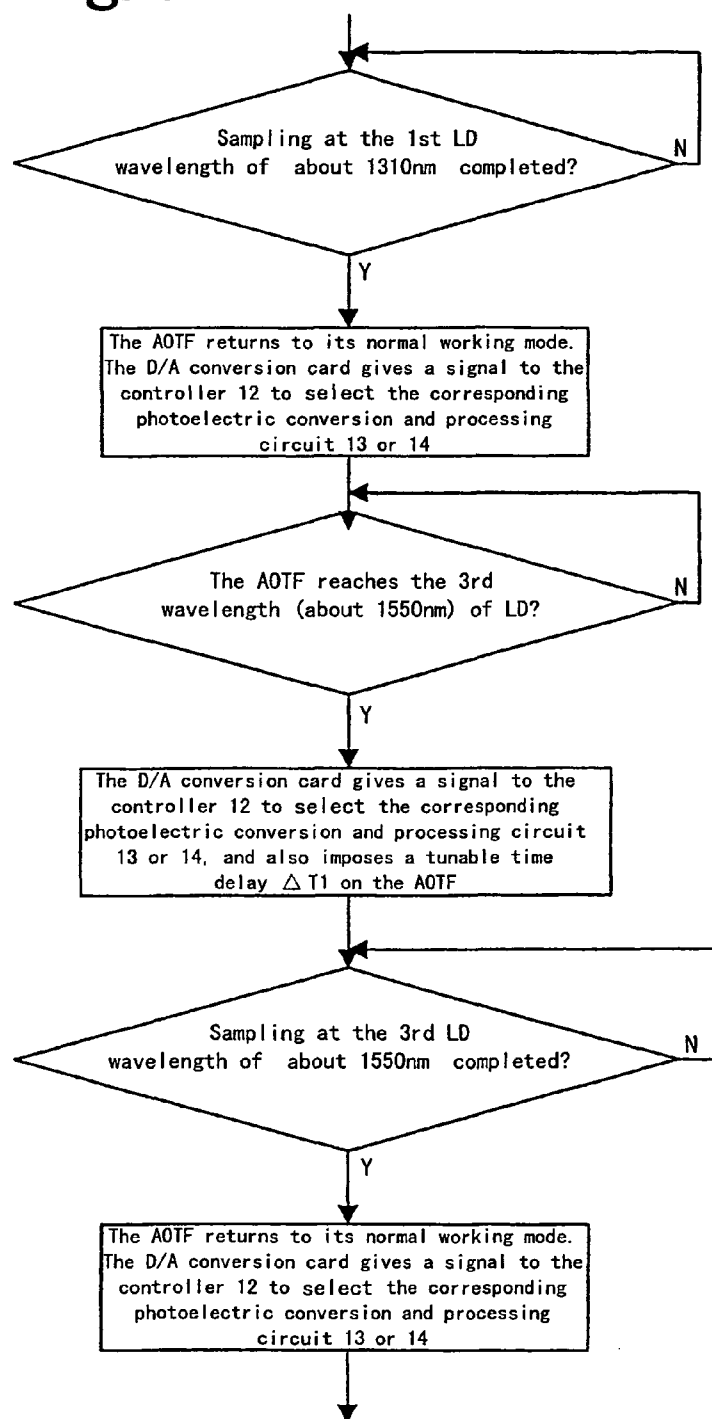 Sampling at the 1st LD
wavelength of about 1310nm completed?
N
Y
The AOTF returns to its normal working mode.
The D/A conversion card gives a signal to the
controller 12 to select the corresponding
photoelectric conversion and processing
circuit 13 or 14
The AOTF reaches the 3rd
wavelength (about 1550nm) of LD?
N
Y
The D/A conversion card gives a signal to the
controller 12 to select the corresponding
photoelectric conversion and processing circuit
13 or 14, and also imposes a tunable time
delay △ T1 on the AOTF
Sampling at the 3rd LD
wavelength of about 1550nm completed?
N
Y
The AOTF returns to its normal working mode.
The D/A conversion card gives a signal to the
controller 12 to select the corresponding
photoelectric conversion and processing
circuit 13 or 14